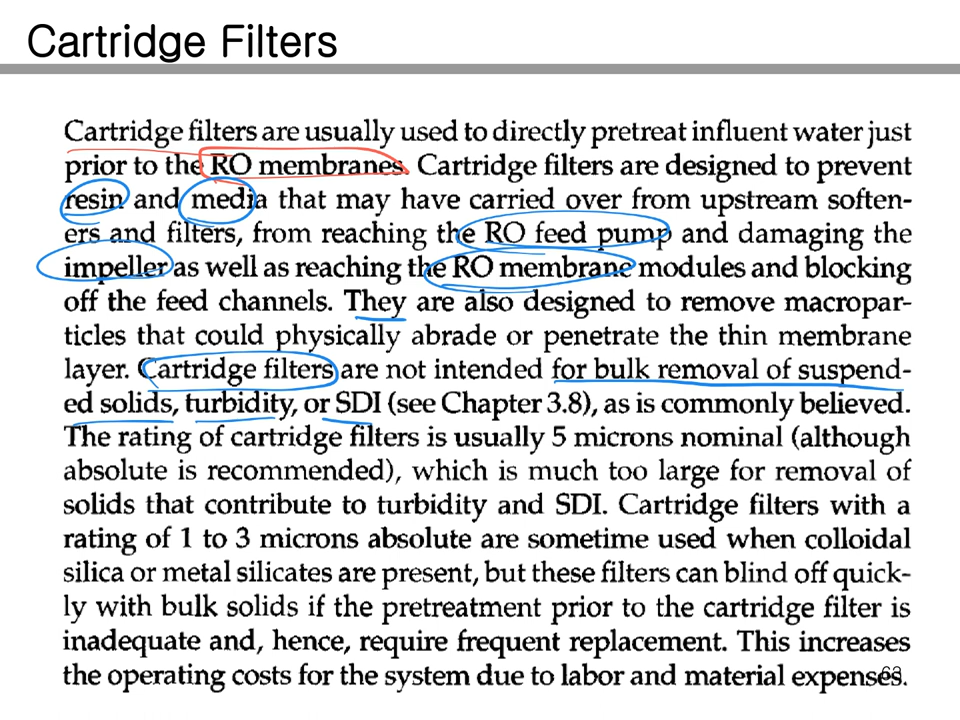 Cartridge Filters
Cartridge filters are usually used to directly pretreat influent water just
prior to the RO membranes. Cartridge filters are designed to prevent
resin and media that may have carried over from upstream soften-
ers and filters, from reaching the RO feed pump and damaging the
impeller as well as reaching the RO membrane modules and blocking
off the feed channels. They are also designed to remove macropar-
ticles that could physically abrade or penetrate the thin membrane
layer. Cartridge filters are not intended for bulk removal of suspend-
ed solids, turbidity, or SDI (see Chapter 3.8), as is commonly believed.
The rating of cartridge filters is usually 5 microns nominal (although
absolute is recommended), which is much too large for removal of
solids that contribute to turbidity and SDI. Cartridge filters with a
rating of 1 to 3 microns absolute are sometime used when colloidal
silica or metal silicates are present, but these filters can blind off quick-
ly with bulk solids if the pretreatment prior to the cartridge filter is
inadequate and, hence, require frequent replacement. This increases
the operating costs for the system due to labor and material expenses.